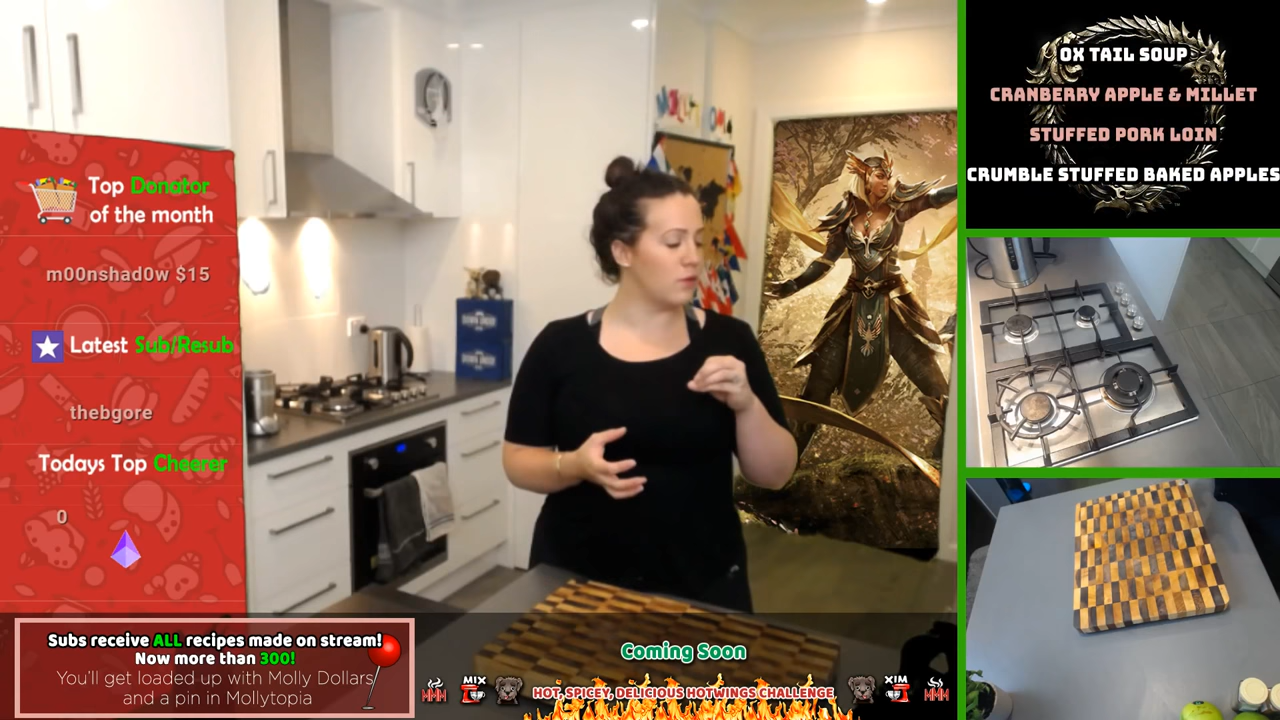 Top Donator
of the month
m00nshad0w $15
Latest Sub/Resub
thebgore
Todays Top Cheerer
0
Subs receive ALL recipes made on stream!
Now more than 300!
You'll get loaded up with Molly Dollars
and a pin in Mollytopia
Coming Soon
MIX
HOT, SPICEY, DELICIOUS HOTWINGS CHALLENGE
XIM
OX TAIL SOUP
CRANBERRY APPLE & MILLET
STUFFED PORK LOIN
CRUMBLE STUFFED BAKED APPLES